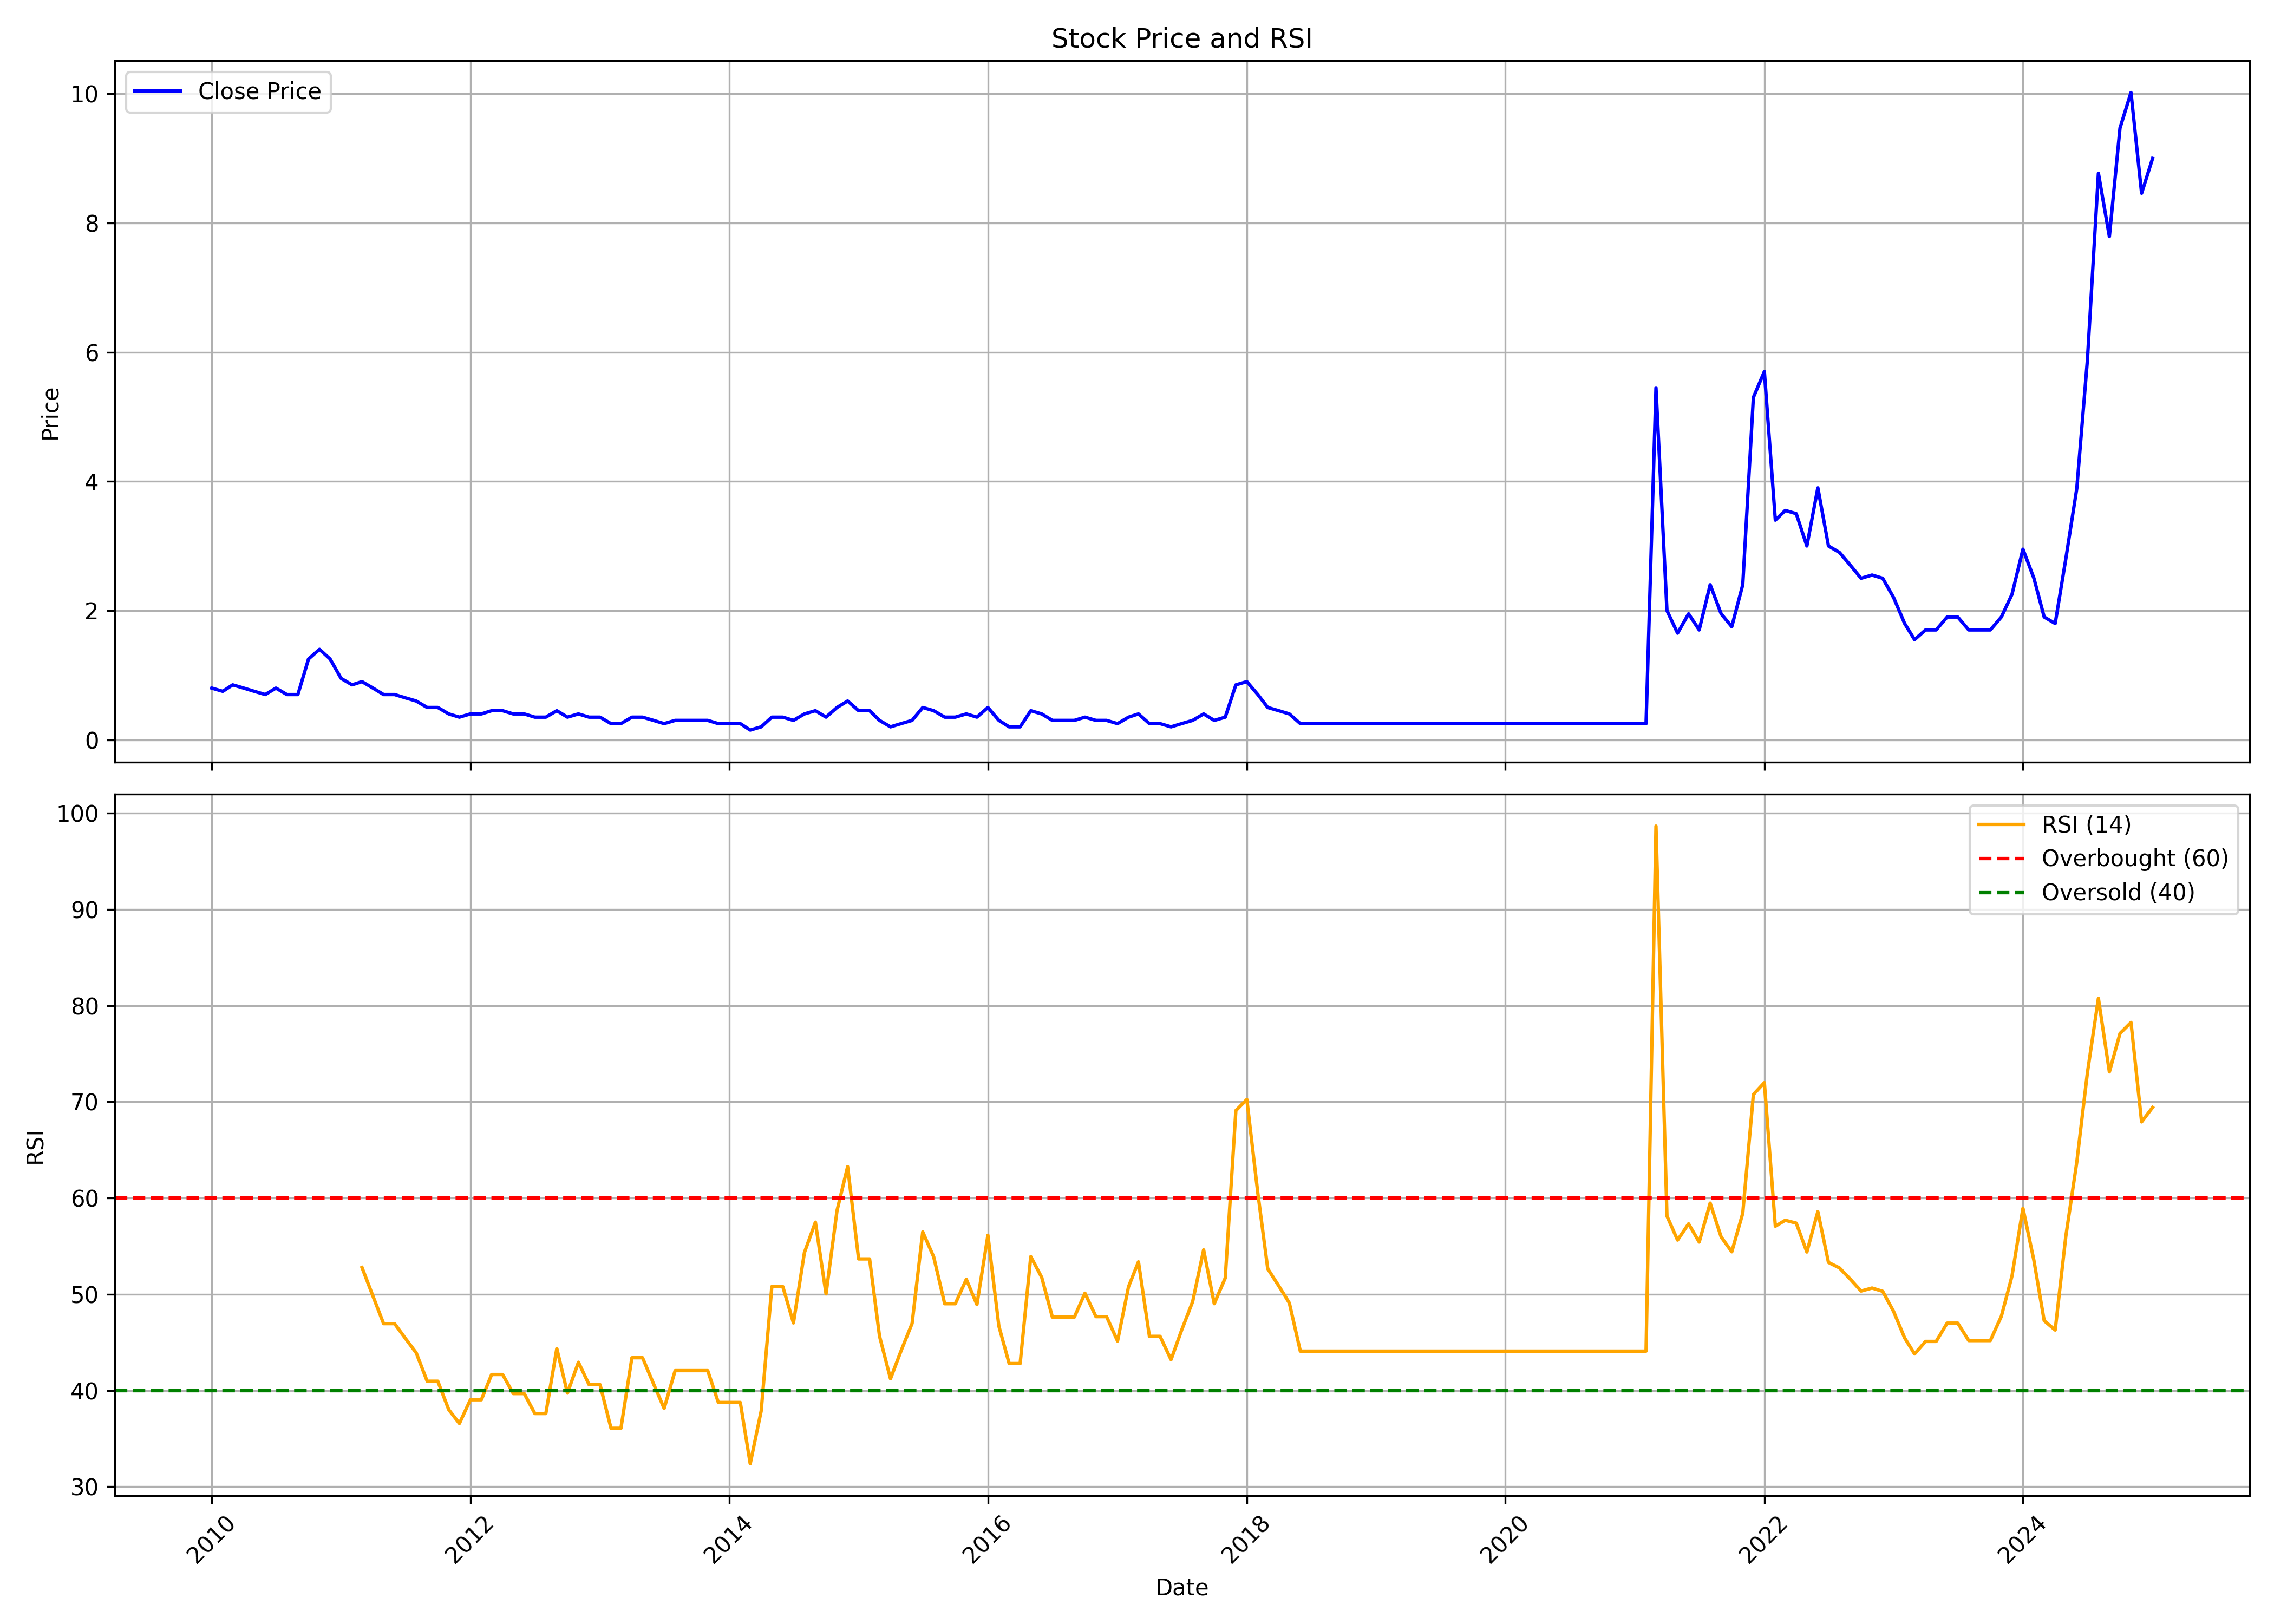 Stock Price and RSI
Close Price
10
8
6
4
2
0
Price
RSI (14)
Overbought (60)
Oversold (40)
100
90
80
70
60
50
40
30
RSI
2010
2012
2014
2016
2018
2020
2022
2024
Date